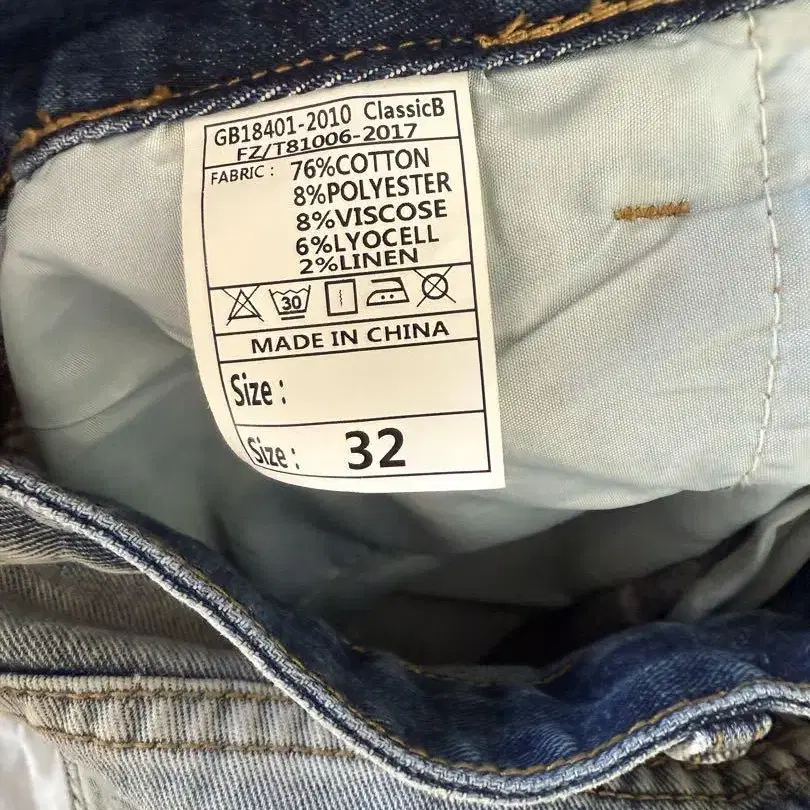 GB18401-2010 ClassicB
FZ/T81006-2017
FABRIC : 76%COTTON
8%POLYESTER
8%VISCOSE
6%LYOCELL
2%LINEN
30
MADE IN CHINA
Size :
Size : 32